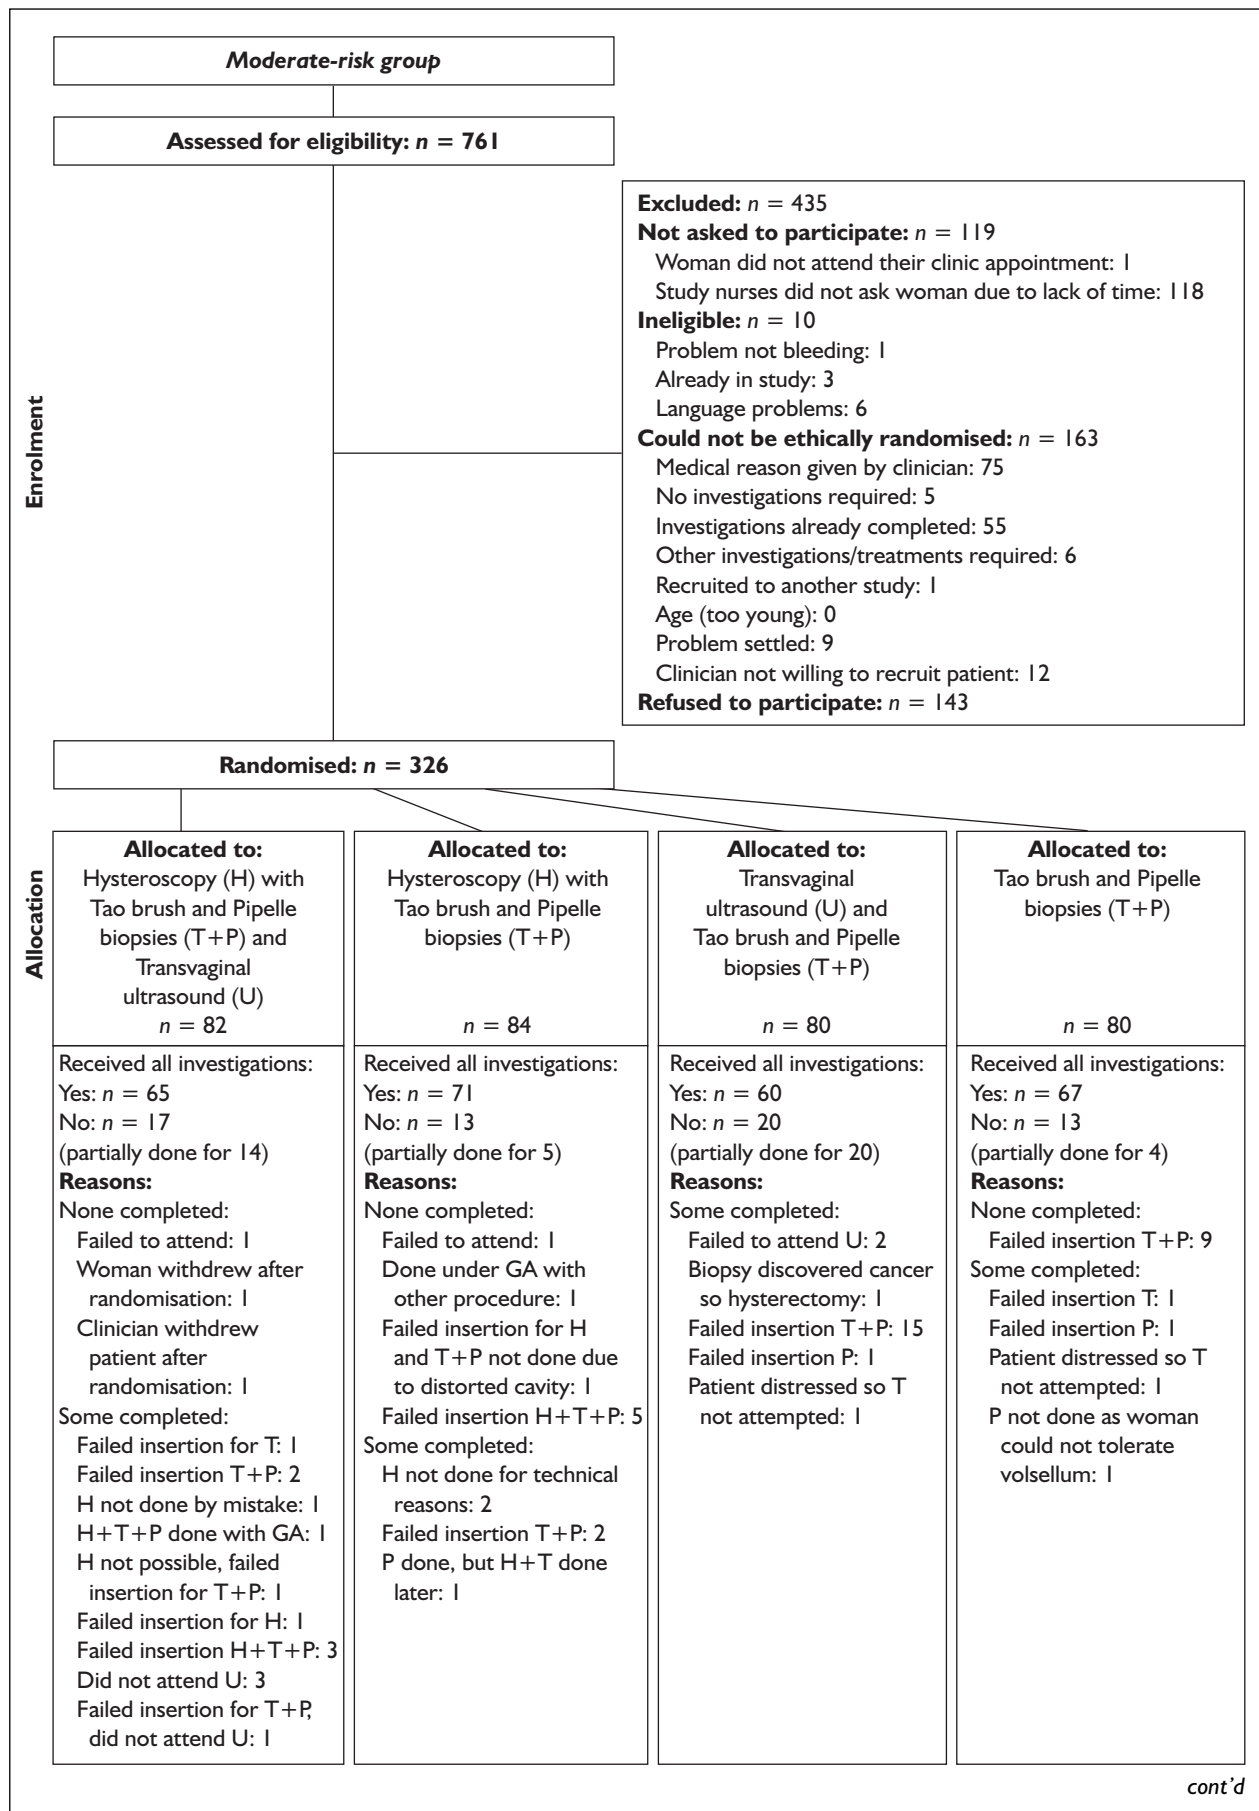 Moderate-risk group
Assessed for eligibility: n = 761
Excluded: n = 435
Not asked to participate: n = 119
Woman did not attend their clinic appointment: 1
Study nurses did not ask woman due to lack of time: 118
Ineligible: n = 10
Problem not bleeding: 1
Already in study: 3
Language problems: 6
Could not be ethically randomised: n = 163
Medical reason given by clinician: 75
No investigations required: 5
Investigations already completed: 55
Other investigations/treatments required: 6
Recruited to another study: 1
Age (too young): 0
Problem settled: 9
Clinician not willing to recruit patient: 12
Refused to participate: n = 143
Enrolment
Randomised: n = 326
Allocation
Allocated to:
Hysteroscopy (H) with
Tao brush and Pipelle
biopsies (T+P) and
Transvaginal
ultrasound (U)
n = 82
Received all investigations:
Yes: n = 65
No: n = 17
(partially done for 14)
Reasons:
None completed:
Failed to attend: 1
Woman withdrew after
randomisation: 1
Clinician withdrew
patient after
randomisation: 1
Some completed:
Failed insertion for T: 1
Failed insertion T+P: 2
H not done by mistake: 1
H+T+P done with GA: 1
H not possible, failed
insertion for T+P: 1
Failed insertion for H: 1
Failed insertion H+T+P: 3
Did not attend U: 3
Failed insertion for T+P,
did not attend U: 1
Allocated to:
Hysteroscopy (H) with
Tao brush and Pipelle
biopsies (T+P)
n = 84
Received all investigations:
Yes: n = 71
No: n = 13
(partially done for 5)
Reasons:
None completed:
Failed to attend: 1
Done under GA with
other procedure: 1
Failed insertion for H
and T+P not done due
to distorted cavity: 1
Failed insertion H+T+P: 5
Some completed:
H not done for technical
reasons: 2
Failed insertion T+P: 2
P done, but H+T done
later: 1
Allocated to:
Transvaginal
ultrasound (U) and
Tao brush and Pipelle
biopsies (T+P)
n = 80
Received all investigations:
Yes: n = 60
No: n = 20
(partially done for 20)
Reasons:
Some completed:
Failed to attend U: 2
Biopsy discovered cancer
so hysterectomy: 1
Failed insertion T+P: 15
Failed insertion P: 1
Patient distressed so T
not attempted: 1
Allocated to:
Tao brush and Pipelle
biopsies (T+P)
n = 80
Received all investigations:
Yes: n = 67
No: n = 13
(partially done for 4)
Reasons:
None completed:
Failed insertion T+P: 9
Some completed:
Failed insertion T: 1
Failed insertion P: 1
Patient distressed so T
not attempted: 1
P not done as woman
could not tolerate
volsellum: 1
cont'd